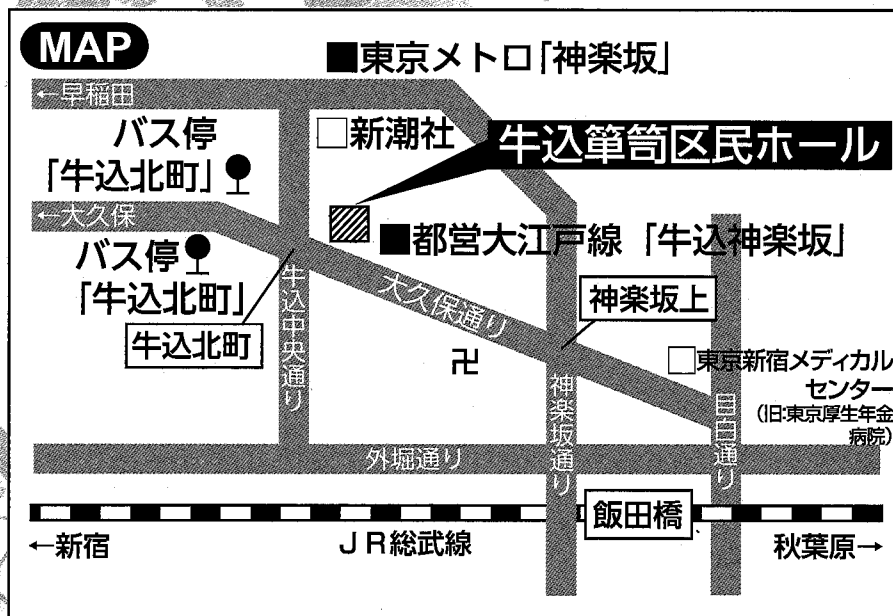 MAP
■東京メトロ「神楽坂」
←早稲田
バス停
「牛込北町」
□新潮社
牛込箪笥区民ホール
←大久保
■都営大江戸線「牛込神楽坂」
バス停
「牛込北町」
牛込北町
牛込中央通り
大久保通り
神楽坂上
卍
□東京新宿メディカル
センター
(旧:東京厚生年金
病院)
神楽坂通り
目白通り
外堀通り
飯田橋
←新宿
JR総武線
秋葉原→